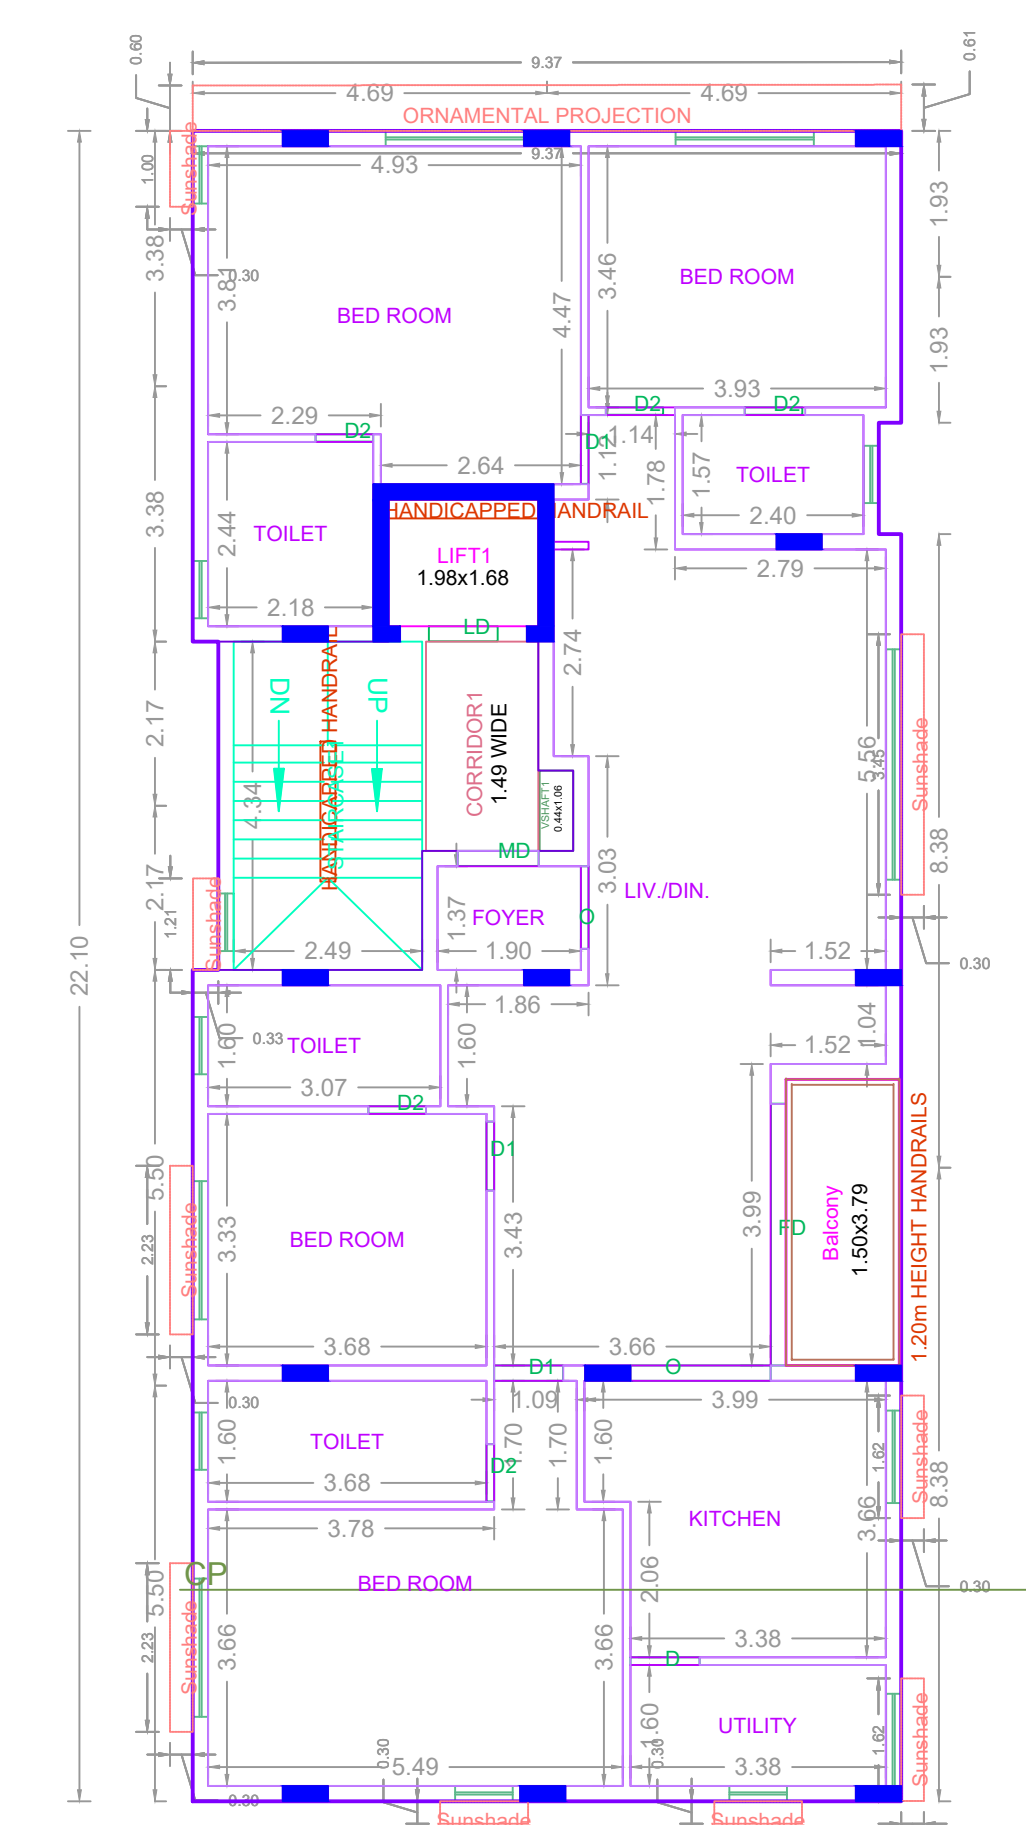 0.60
0.61
9.37
4.69
4.69
ORNAMENTAL PROJECTION
Sunshade
1.00
9.37
4.93
1.93
3.38
0.30
3.81
3.46
4.47
BED ROOM
BED ROOM
1.93
3.93
2.29
D2
D2
D2
D1
1.14
1.12
2.64
1.78
1.57
TOILET
2.40
3.38
2.44
TOILET
HANDICAPPED HANDRAIL
LIFT1
1.98x1.68
2.79
2.18
LD
2.74
2.17
DN
UP
HANDICAPPED HANDRAIL
HANDICAPPED HANDRAIL
STAIRCASE1
CORRIDOR1
1.49 WIDE
VSHAFT1
0.44x1.06
4.34
5.56
3.45
Sunshade
8.38
MD
3.03
2.17
1.21
Sunshade
LIV./DIN.
1.37
FOYER
O
1.90
2.49
1.52
0.30
22.10
1.86
0.33
1.60
TOILET
1.60
1.52
1.04
3.07
D2
D1
5.50
2.23
Sunshade
3.33
BED ROOM
3.43
3.99
FD
Balcony
1.50x3.79
1.20m HEIGHT HANDRAILS
3.68
3.66
D1
O
0.30
1.09
3.99
1.60
TOILET
1.70
1.70
1.60
D2
3.68
1.62
Sunshade
8.38
3.66
KITCHEN
3.78
CP
BED ROOM
0.30
5.50
2.23
Sunshade
2.06
3.66
3.66
3.38
D
1.60
UTILITY
1.62
Sunshade
5.49
3.38
0.30
0.30
0.30
Sunshade
Sunshade